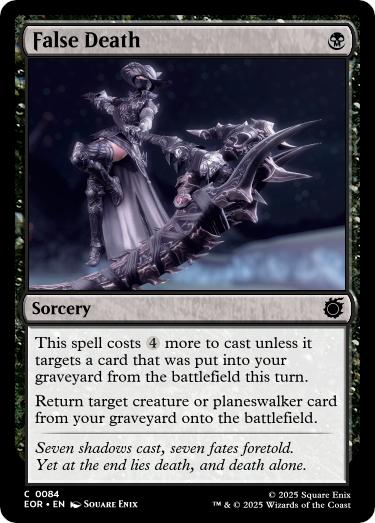 False Death
Sorcery
This spell costs 4 more to cast unless it
targets a card that was put into your
graveyard from the battlefield this turn.
Return target creature or planeswalker card
from your graveyard onto the battlefield.
Seven shadows cast, seven fates foretold.
Yet at the end lies death, and death alone.
C 0084
EOR • EN Square Enix
© 2025 Square Enix
™ & © 2025 Wizards of the Coast